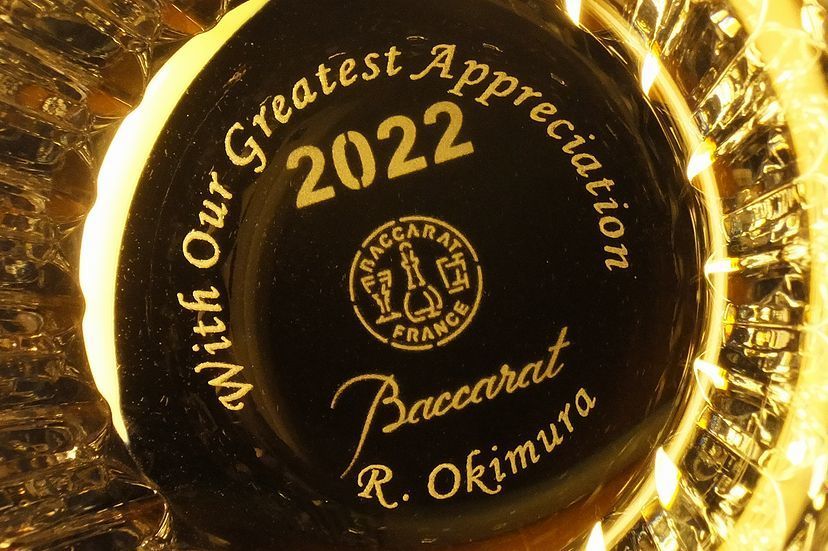 With Our Greatest Appreciation
2022
BACCARAT
FRANCE
Baccarat
R. Okimura